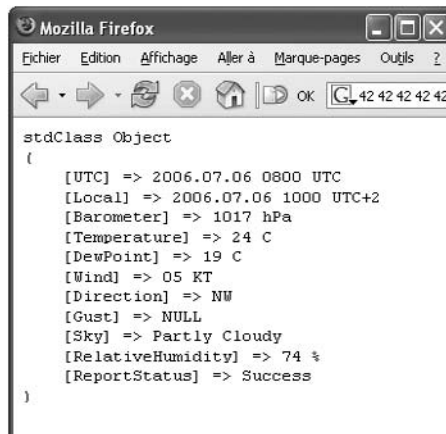 Mozilla Firefox
Fichier Edition Affichage Aller à Marque-pages Outils ?
OK G 42 42 42 42 42
stdClass Object
(
[UTC] => 2006.07.06 0800 UTC
[Local] => 2006.07.06 1000 UTC+2
[Barometer] => 1017 hPa
[Temperature] => 24 C
[DewPoint] => 19 C
[Wind] => 05 KT
[Direction] => NW
[Gust] => NULL
[Sky] => Partly Cloudy
[RelativeHumidity] => 74 %
[ReportStatus] => Success
)